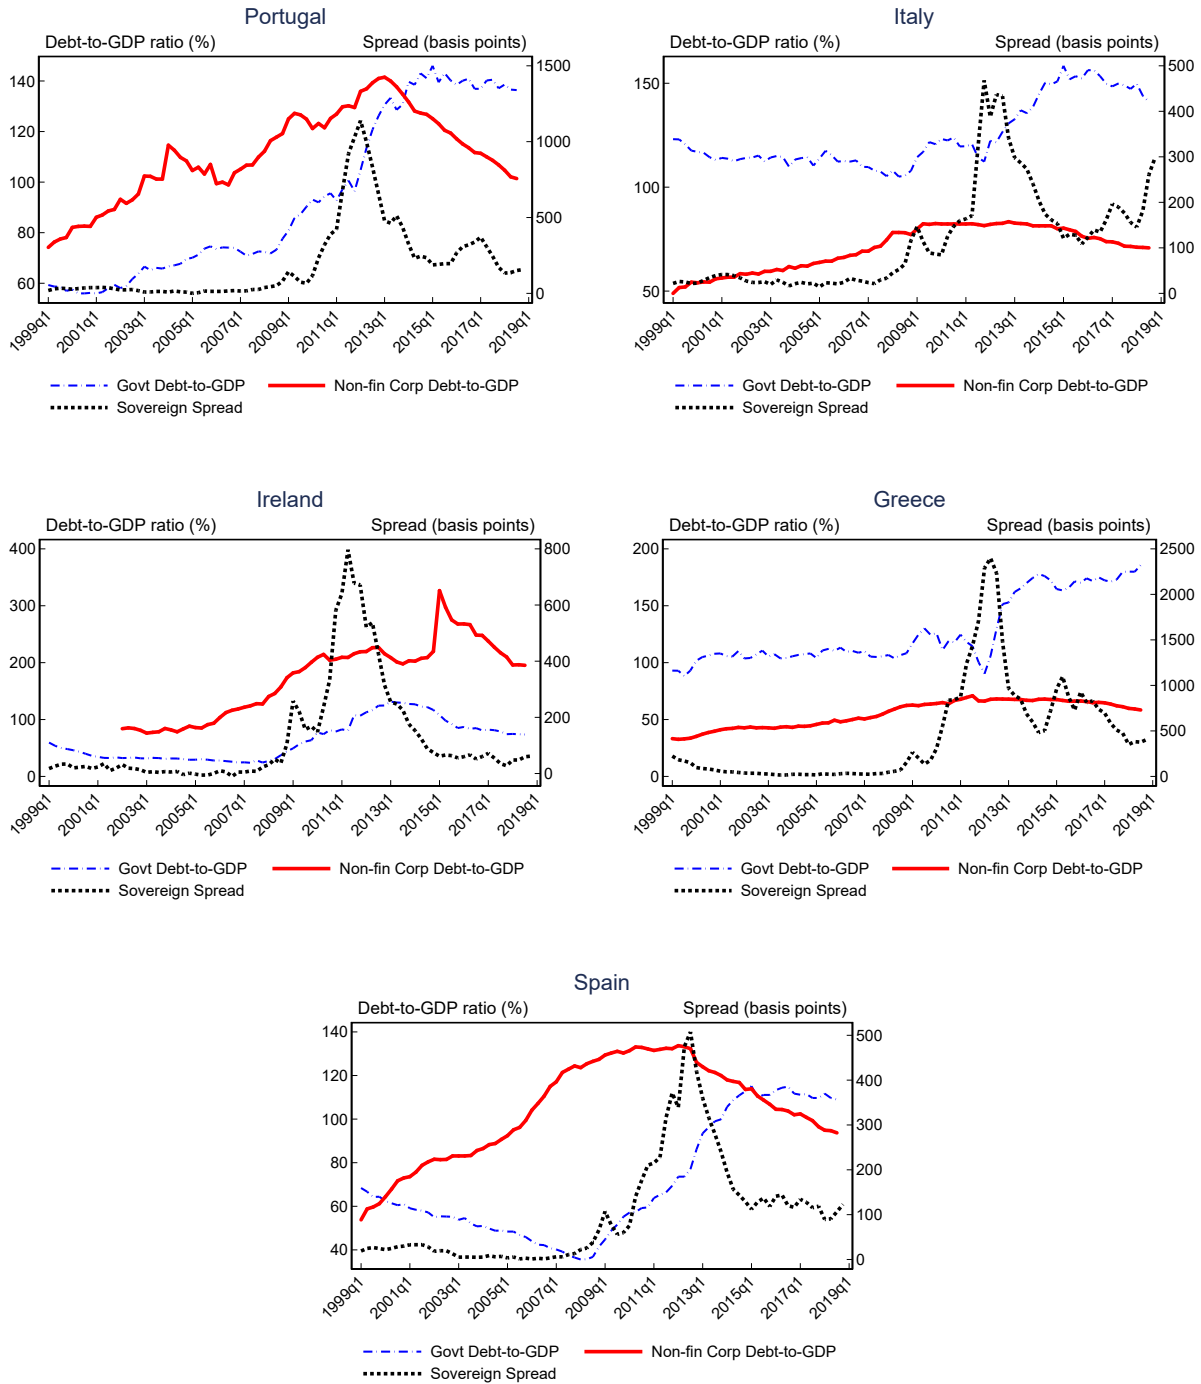 Portugal
Debt-to-GDP ratio (%) Spread (basis points)
140
120
100
80
60
1500
1000
500
0
1999q1 2001q1 2003q1 2005q1 2007q1 2009q1 2011q1 2013q1 2015q1 2017q1 2019q1
Govt Debt-to-GDP Non-fin Corp Debt-to-GDP
Sovereign Spread
Italy
Debt-to-GDP ratio (%) Spread (basis points)
150
100
50
500
400
300
200
100
0
1999q1 2001q1 2003q1 2005q1 2007q1 2009q1 2011q1 2013q1 2015q1 2017q1 2019q1
Govt Debt-to-GDP Non-fin Corp Debt-to-GDP
Sovereign Spread
Ireland
Debt-to-GDP ratio (%) Spread (basis points)
400
300
200
100
0
800
600
400
200
0
1999q1 2001q1 2003q1 2005q1 2007q1 2009q1 2011q1 2013q1 2015q1 2017q1 2019q1
Govt Debt-to-GDP Non-fin Corp Debt-to-GDP
Sovereign Spread
Greece
Debt-to-GDP ratio (%) Spread (basis points)
200
150
100
50
0
2500
2000
1500
1000
500
0
1999q1 2001q1 2003q1 2005q1 2007q1 2009q1 2011q1 2013q1 2015q1 2017q1 2019q1
Govt Debt-to-GDP Non-fin Corp Debt-to-GDP
Sovereign Spread
Spain
Debt-to-GDP ratio (%) Spread (basis points)
140
120
100
80
60
40
500
400
300
200
100
0
1999q1 2001q1 2003q1 2005q1 2007q1 2009q1 2011q1 2013q1 2015q1 2017q1 2019q1
Govt Debt-to-GDP Non-fin Corp Debt-to-GDP
Sovereign Spread